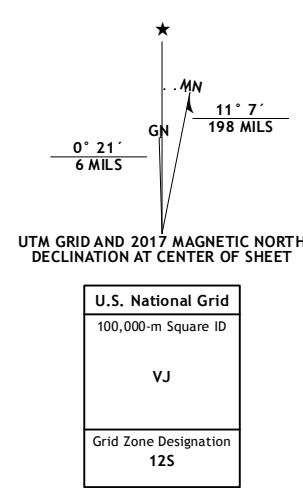 ★
MN
GN
11° 7´
198 MILS
0° 21´
6 MILS
UTM GRID AND 2017 MAGNETIC NORTH
DECLINATION AT CENTER OF SHEET
U.S. National Grid
100,000-m Square ID
VJ
Grid Zone Designation
12S